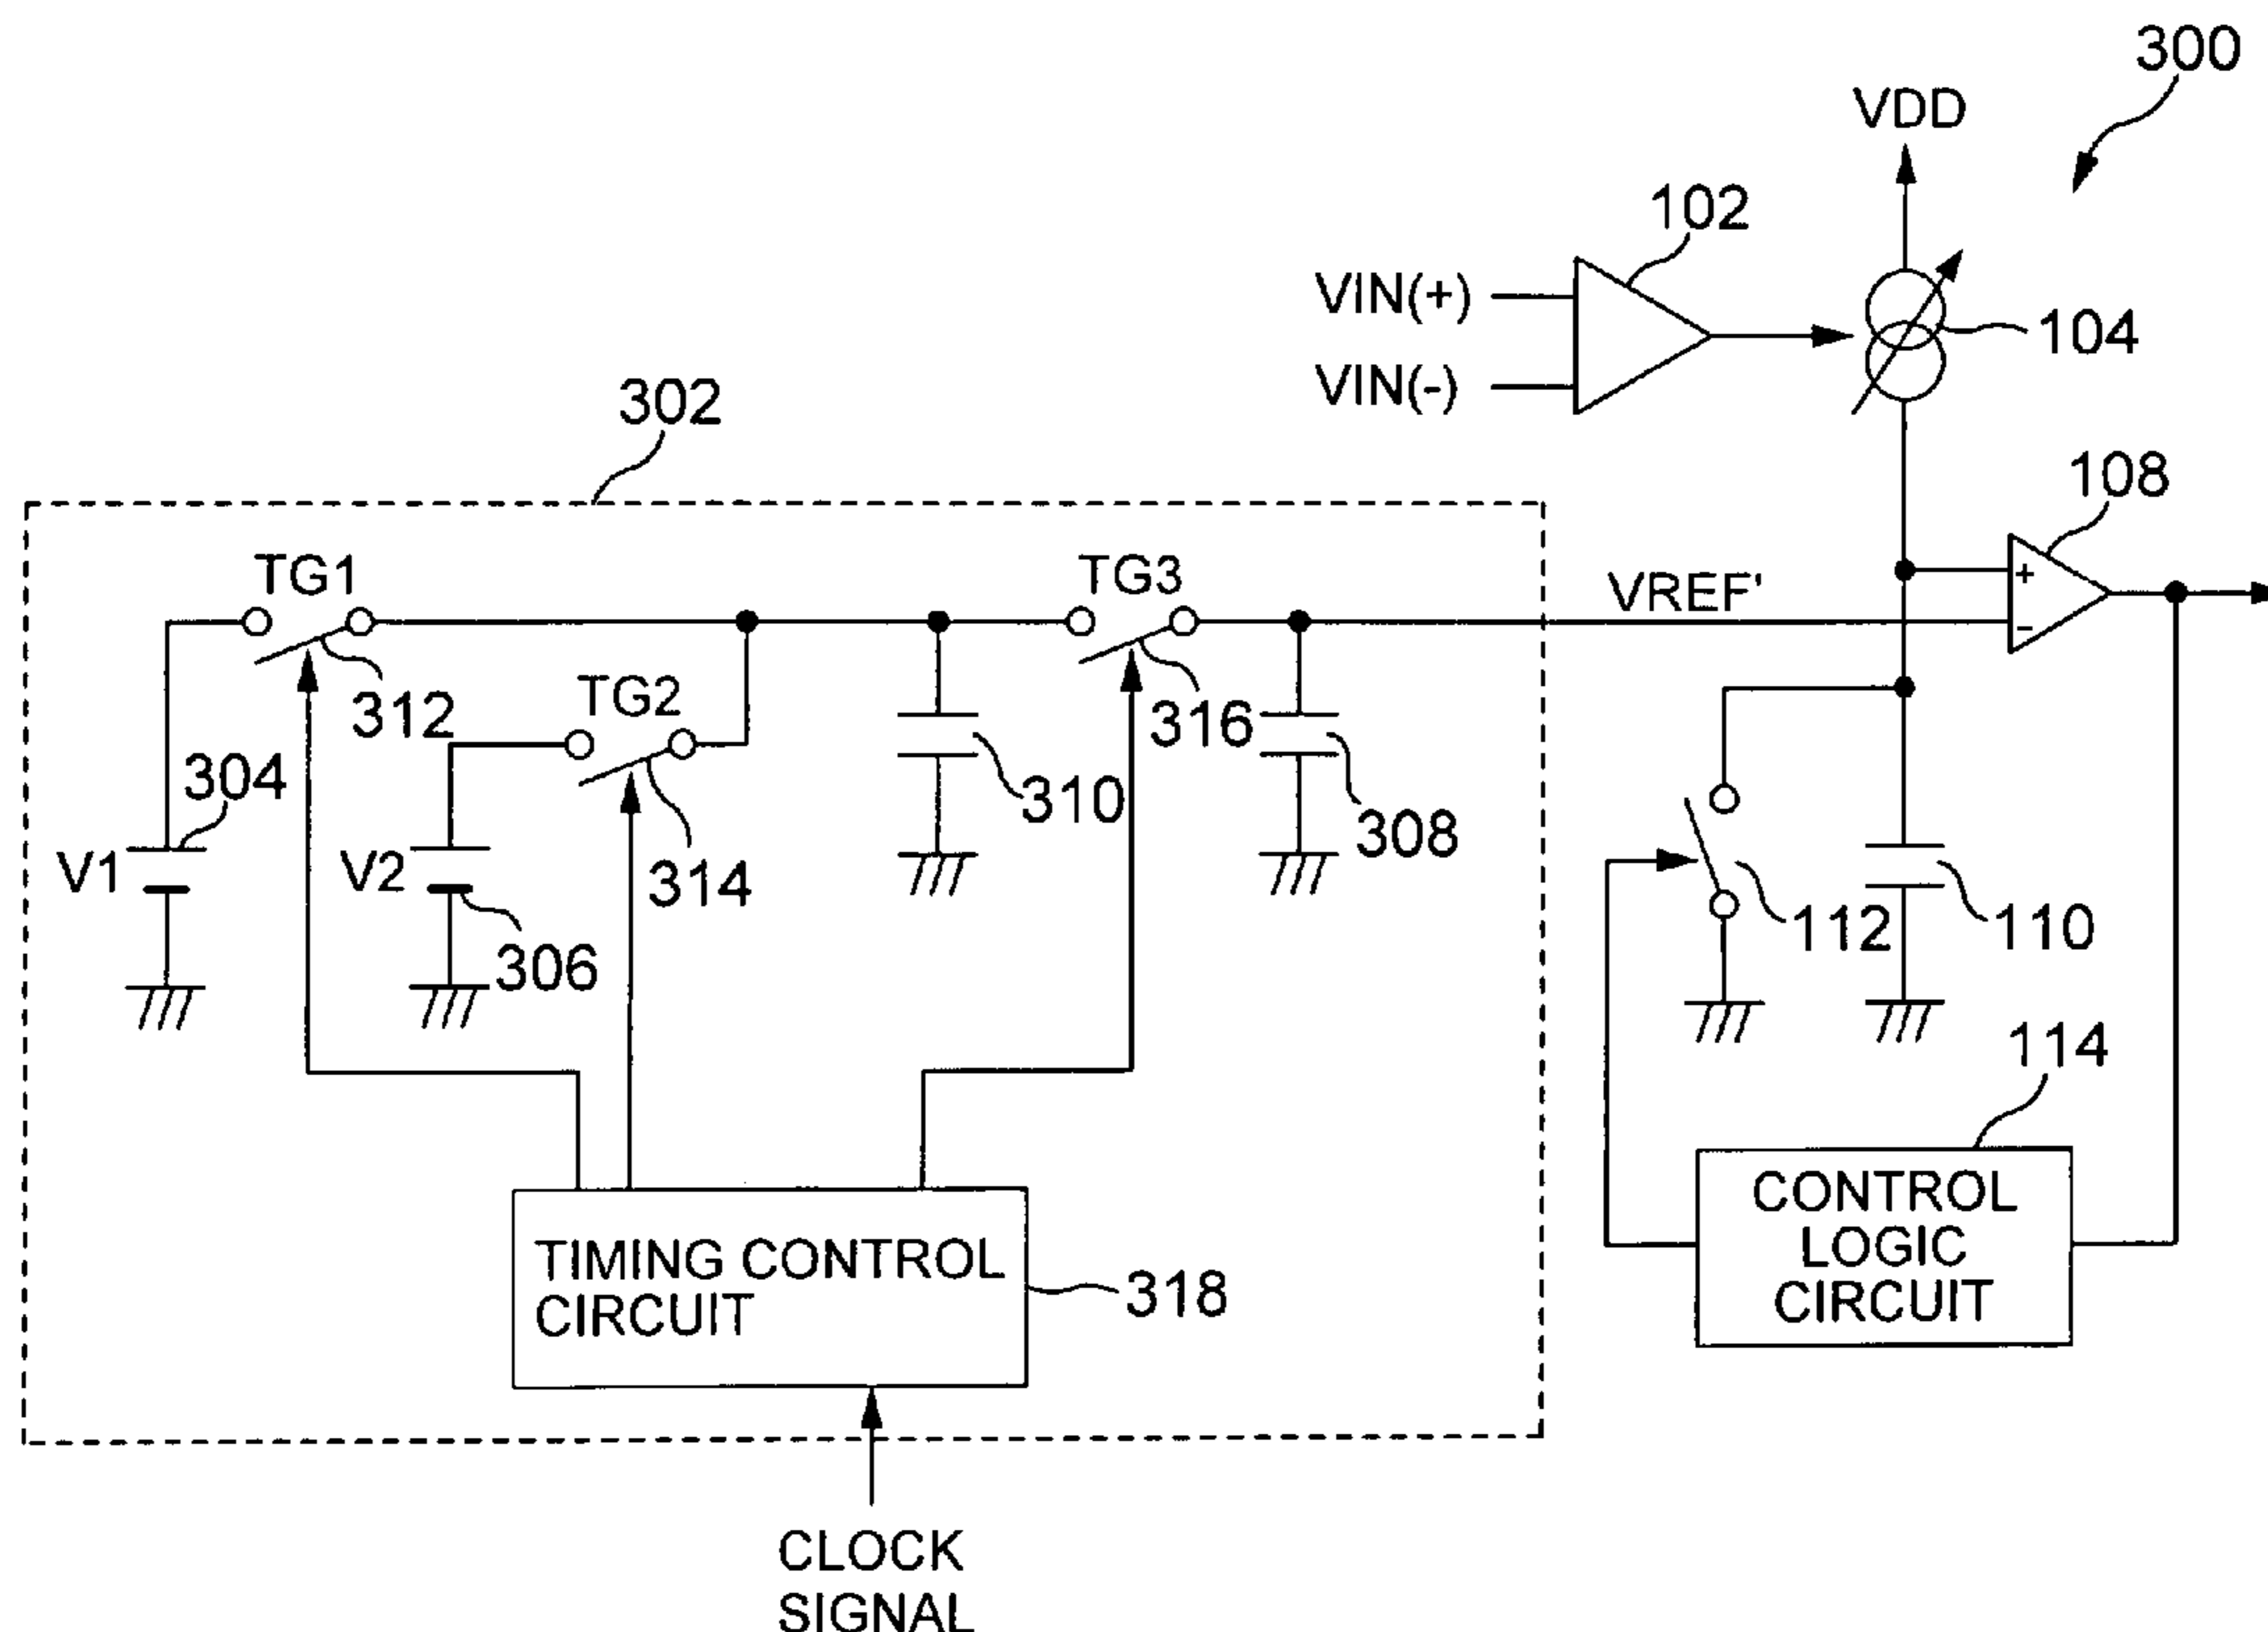 300
VDD
102
VIN(+)
104
VIN(-)
302
108
TG1
TG3
VREF'
+
-
312
TG2
316
304
310
V1
V2
314
308
306
112
110
114
CONTROL
LOGIC
CIRCUIT
TIMING CONTROL
CIRCUIT
318
CLOCK
SIGNAL